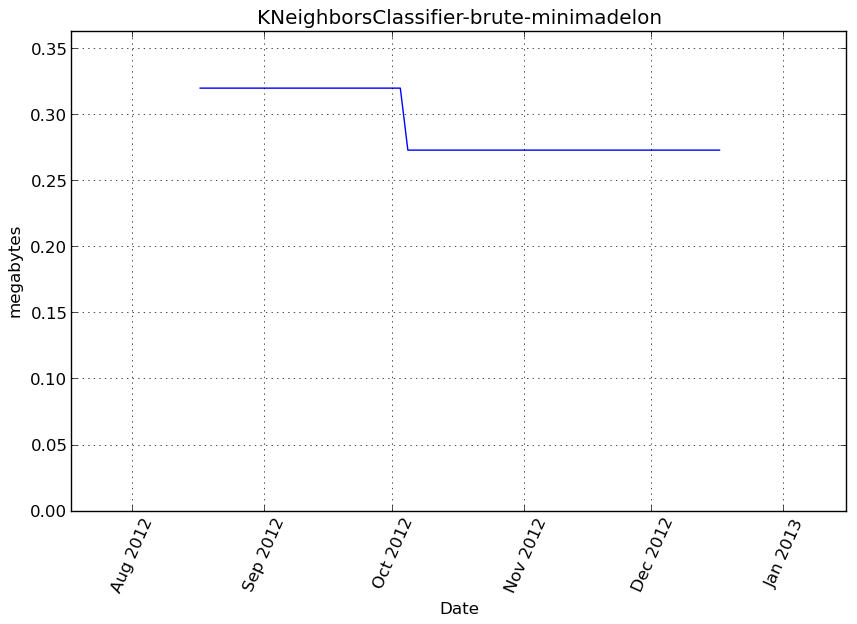 KNeighborsClassifier-brute-minimadelon
0.35
0.30
0.25
0.20
0.15
0.10
0.05
0.00
megabytes
Aug 2012
Sep 2012
Oct 2012
Nov 2012
Dec 2012
Jan 2013
Date